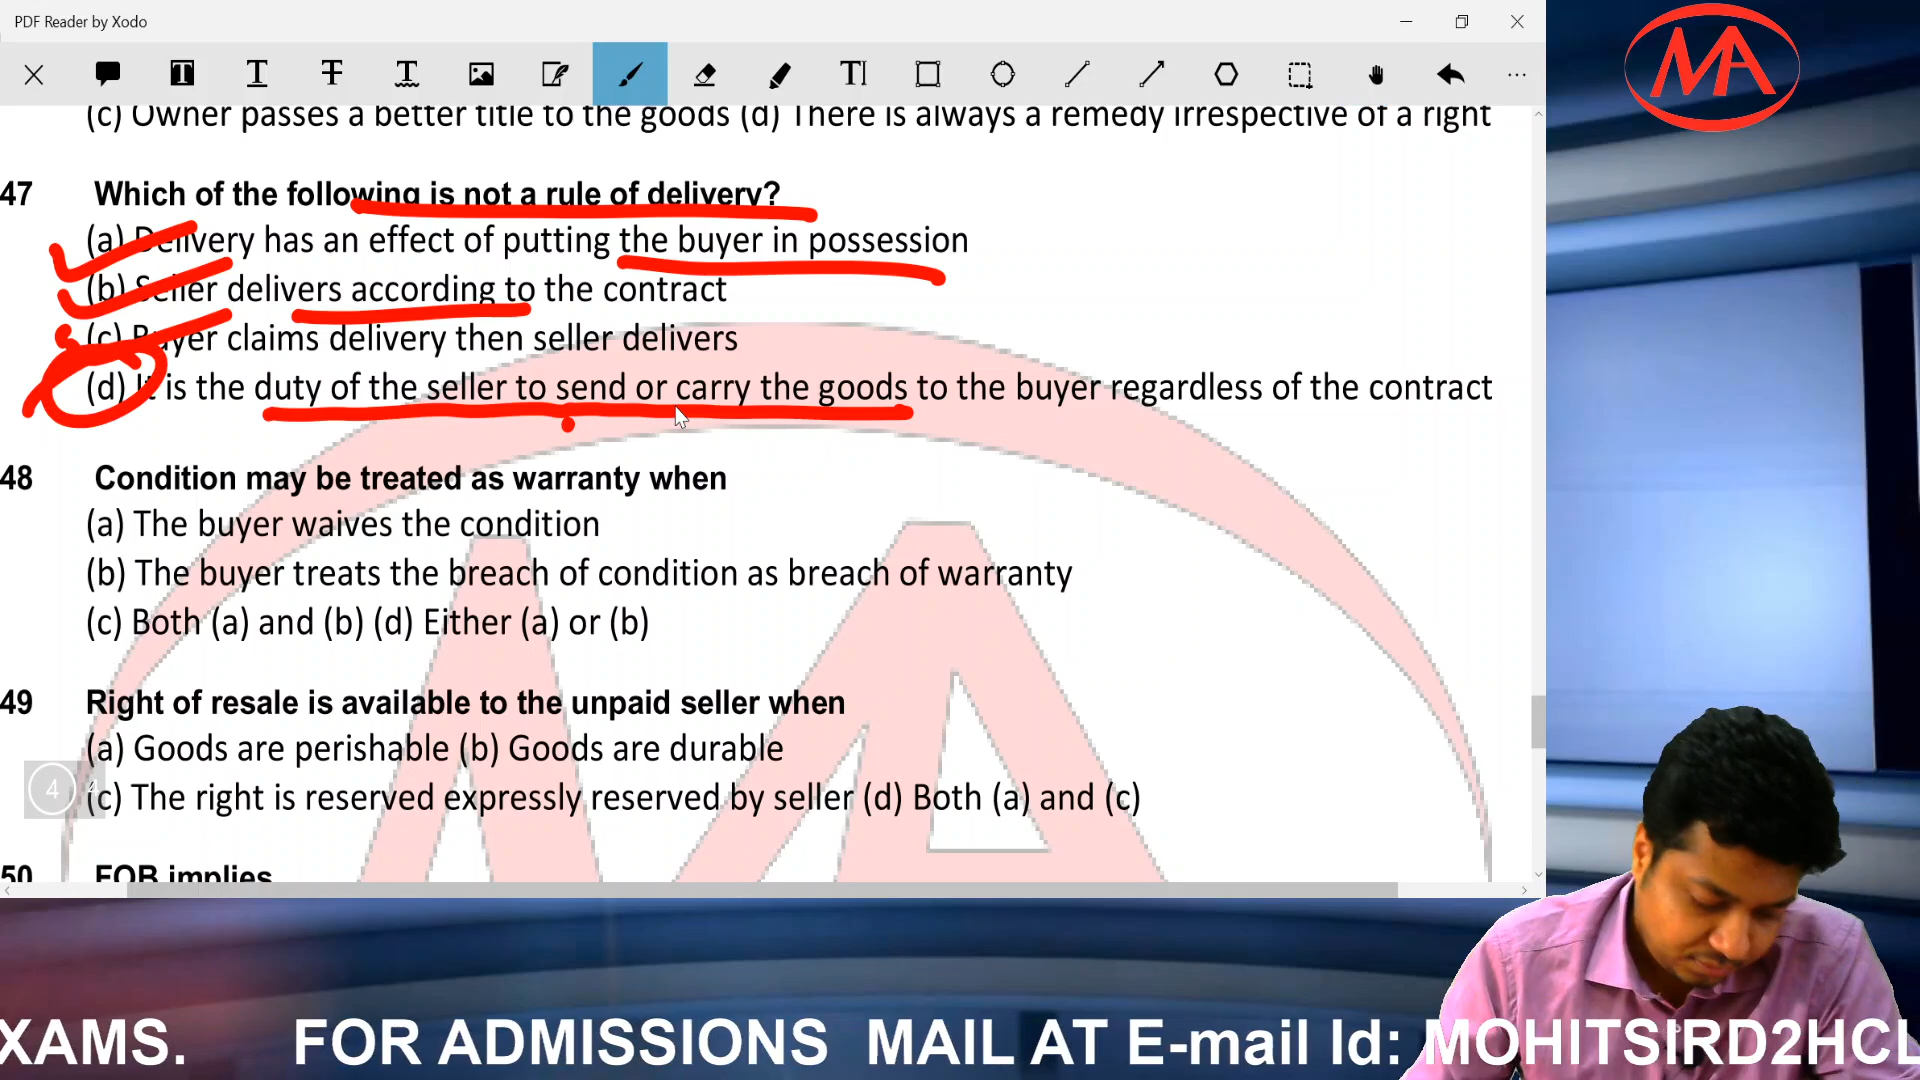 PDF Reader by Xodo
MA
(c) Owner passes a better title to the goods (d) There is always a remedy irrespective of a right
47 Which of the following is not a rule of delivery?
(a) Delivery has an effect of putting the buyer in possession
(b) Seller delivers according to the contract
(c) Buyer claims delivery then seller delivers
(d) It is the duty of the seller to send or carry the goods to the buyer regardless of the contract
48 Condition may be treated as warranty when
(a) The buyer waives the condition
(b) The buyer treats the breach of condition as breach of warranty
(c) Both (a) and (b) (d) Either (a) or (b)
49 Right of resale is available to the unpaid seller when
(a) Goods are perishable (b) Goods are durable
4 4
(c) The right is reserved expressly reserved by seller (d) Both (a) and (c)
50 FOB implies
XAMS. FOR ADMISSIONS MAIL AT E-mail Id: MOHITSIRD2HCL